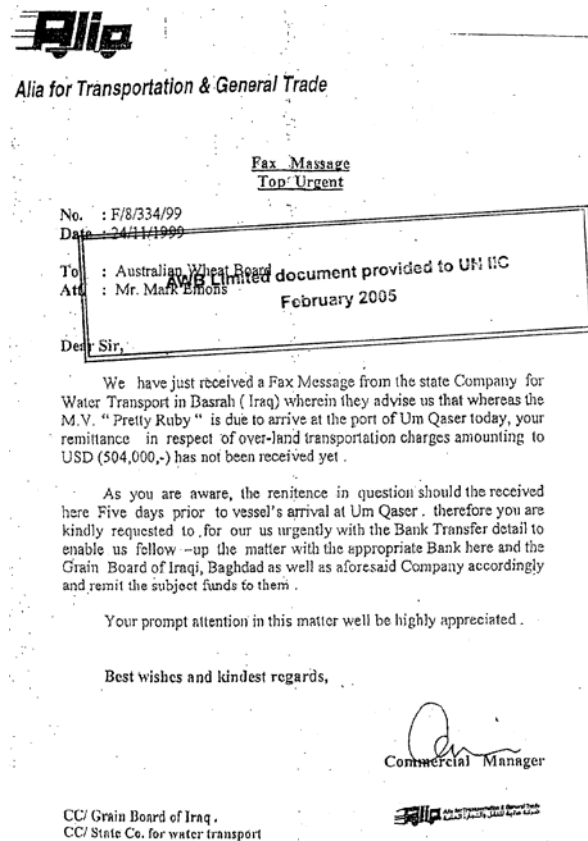 Alia
Alia for Transportation & General Trade
Fax Massage
Top Urgent
No. : F/8/334/99
Date : 24/11/1999
To : Australian Wheat Board
Att : Mr. Mark Emons
AWB Limited document provided to UN IIC
February 2005
Dear Sir,
We have just received a Fax Message from the state Company for
Water Transport in Basrah ( Iraq) wherein they advise us that whereas the
M.V. “ Pretty Ruby “ is due to arrive at the port of Um Qaser today, your
remittance in respect of over-land transportation charges amounting to
USD (504,000,-) has not been received yet .
As you are aware, the renitence in question should the received
here Five days prior to vessel's arrival at Um Qaser . therefore you are
kindly requested to ,for our us urgently with the Bank Transfer detail to
enable us fellow –up the matter with the appropriate Bank here and the
Grain Board of Iraqi, Baghdad as well as aforesaid Company accordingly
and remit the subject funds to them .
Your prompt attention in this matter well be highly appreciated .
Best wishes and kindest regards,
Commercial Manager
CC/ Grain Board of Iraq .
CC/ State Co. for water transport
Alia
Alia for Transportation & General Trade